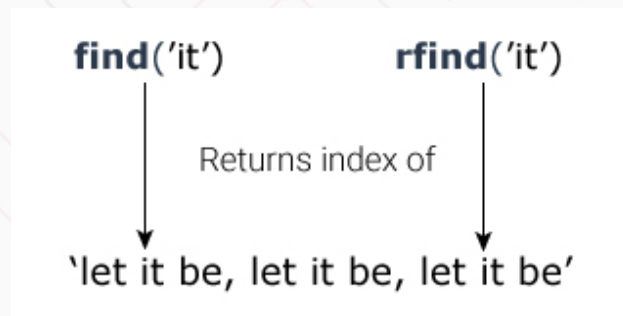 find(’it’) rfind(’it’)
Returns index of
‘let it be, let it be, let it be’